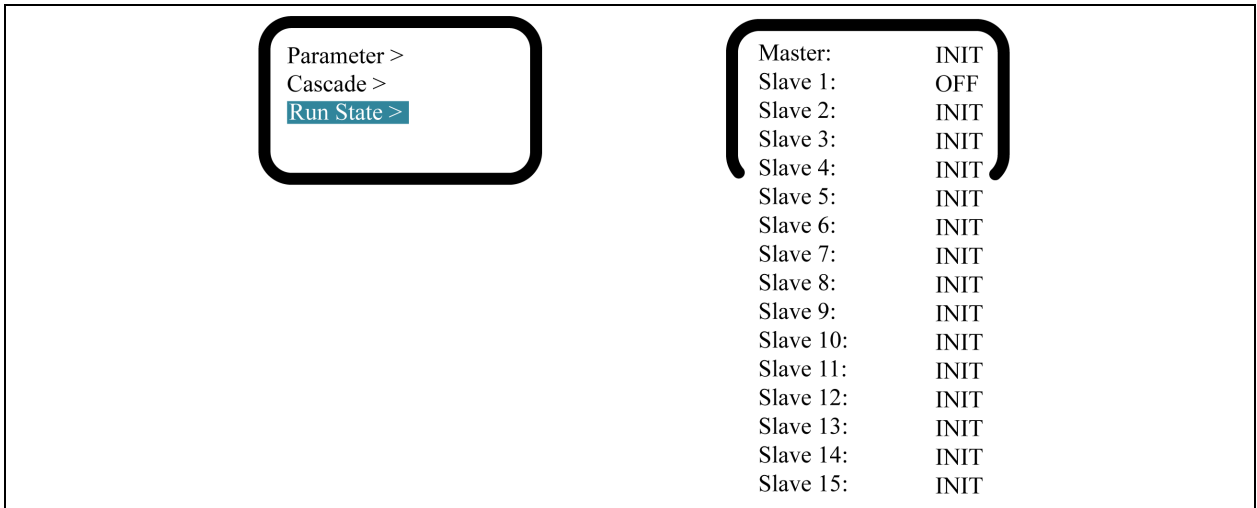 Parameter >
Cascade >
Run State >
Master: INIT
Slave 1: OFF
Slave 2: INIT
Slave 3: INIT
Slave 4: INIT
Slave 5: INIT
Slave 6: INIT
Slave 7: INIT
Slave 8: INIT
Slave 9: INIT
Slave 10: INIT
Slave 11: INIT
Slave 12: INIT
Slave 13: INIT
Slave 14: INIT
Slave 15: INIT